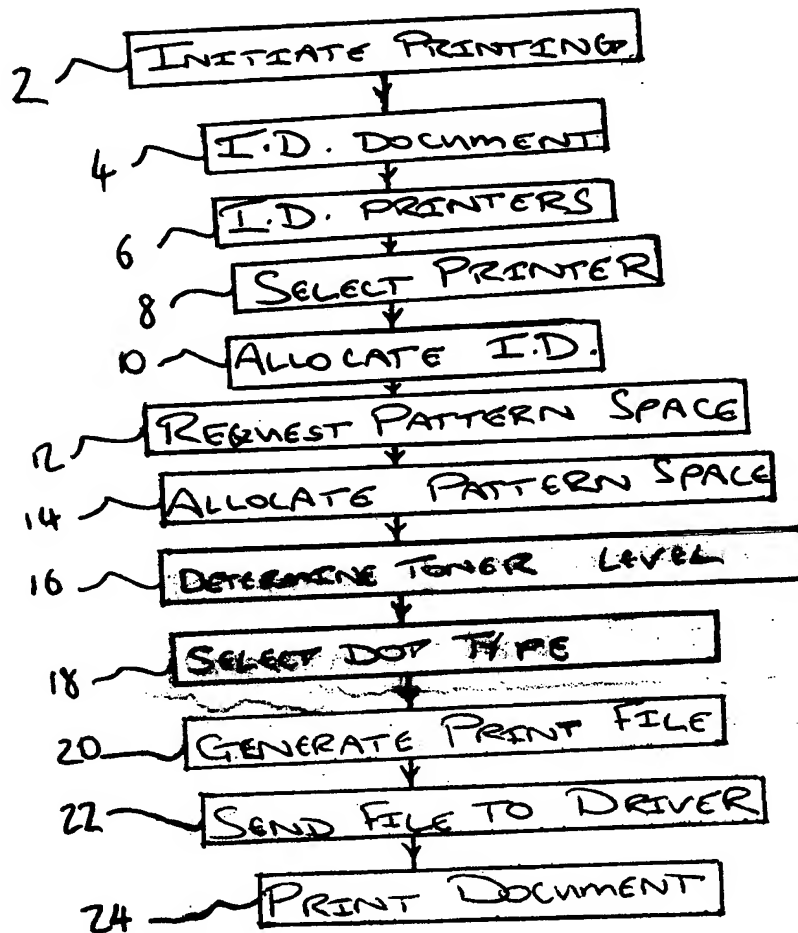 2 INITIATE PRINTING
4 I.D. DOCUMENT
6 I.D. PRINTERS
8 SELECT PRINTER
10 ALLOCATE I.D.
12 REQUEST PATTERN SPACE
14 ALLOCATE PATTERN SPACE
16 DETERMINE TONER LEVEL
18 SELECT DOT TYPE
20 GENERATE PRINT FILE
22 SEND FILE TO DRIVER
24 PRINT DOCUMENT